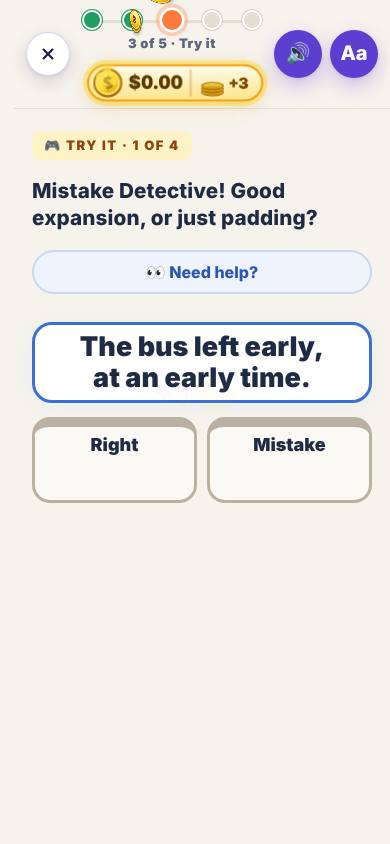 3 of 5 · Try it
$0.00
+3
Aa
TRY IT · 1 OF 4
Mistake Detective! Good
expansion, or just padding?
Need help?
The bus left early,
at an early time.
Right
Mistake